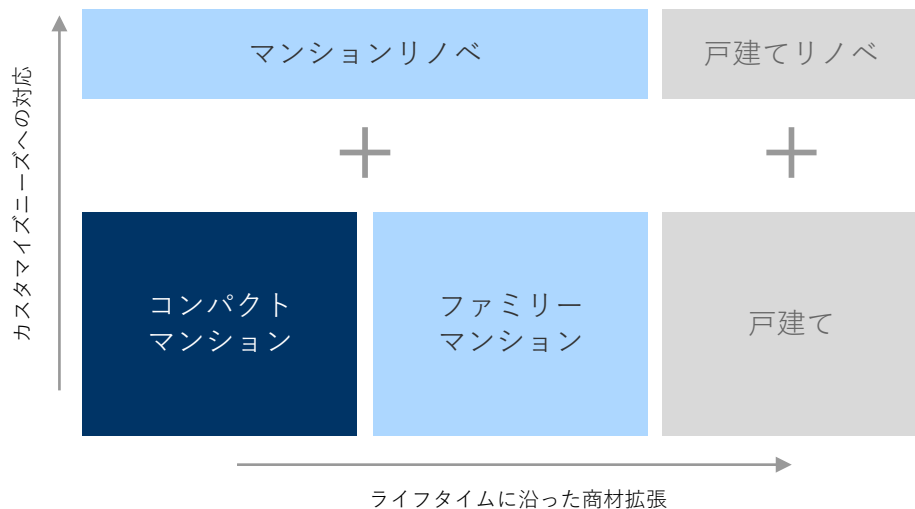 マンションリノベ
戸建てリノベ
カスタマイズニーズへの対応
コンパクト
マンション
ファミリー
マンション
戸建て
ライフタイムに沿った商材拡張